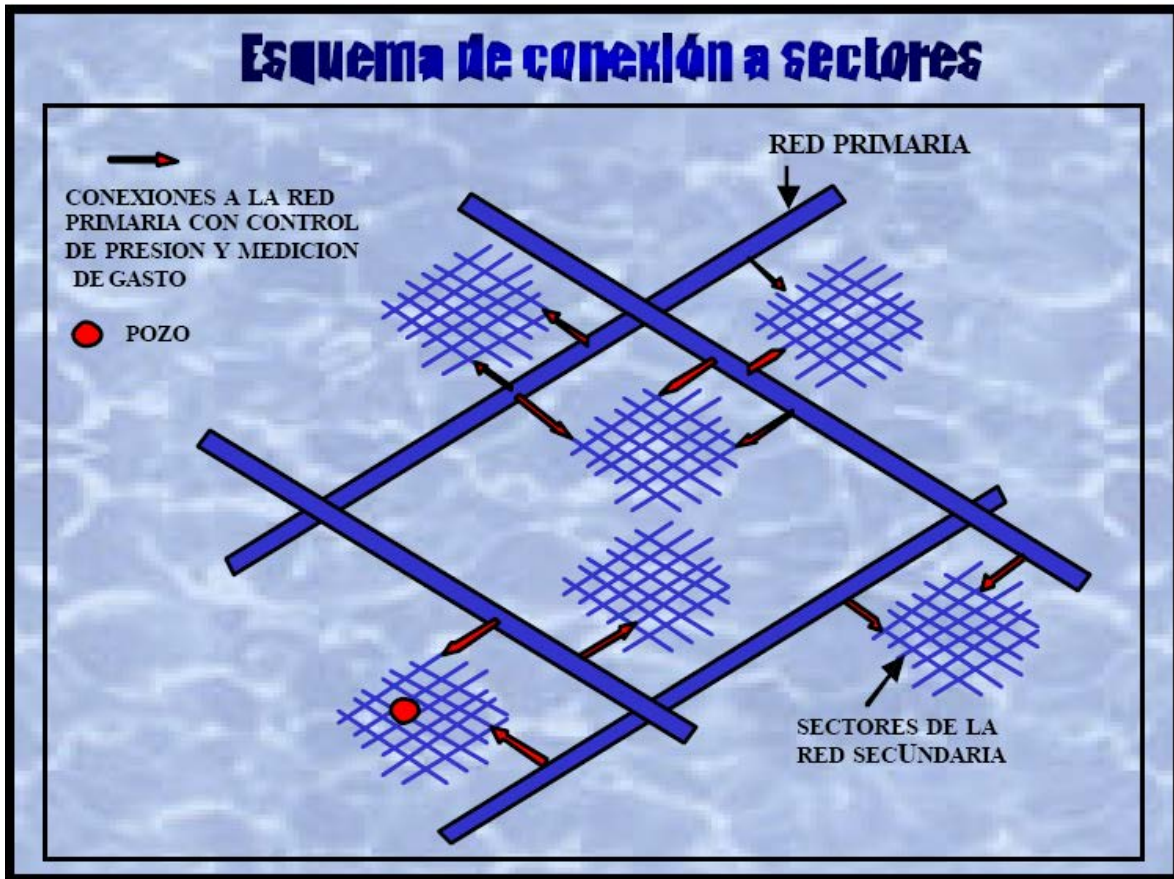 Esquema de conexión a sectores
RED PRIMARIA
CONEXIONES A LA RED
PRIMARIA CON CONTROL
DE PRESION Y MEDICION
DE GASTO
POZO
SECTORES DE LA
RED SECUNDARIA